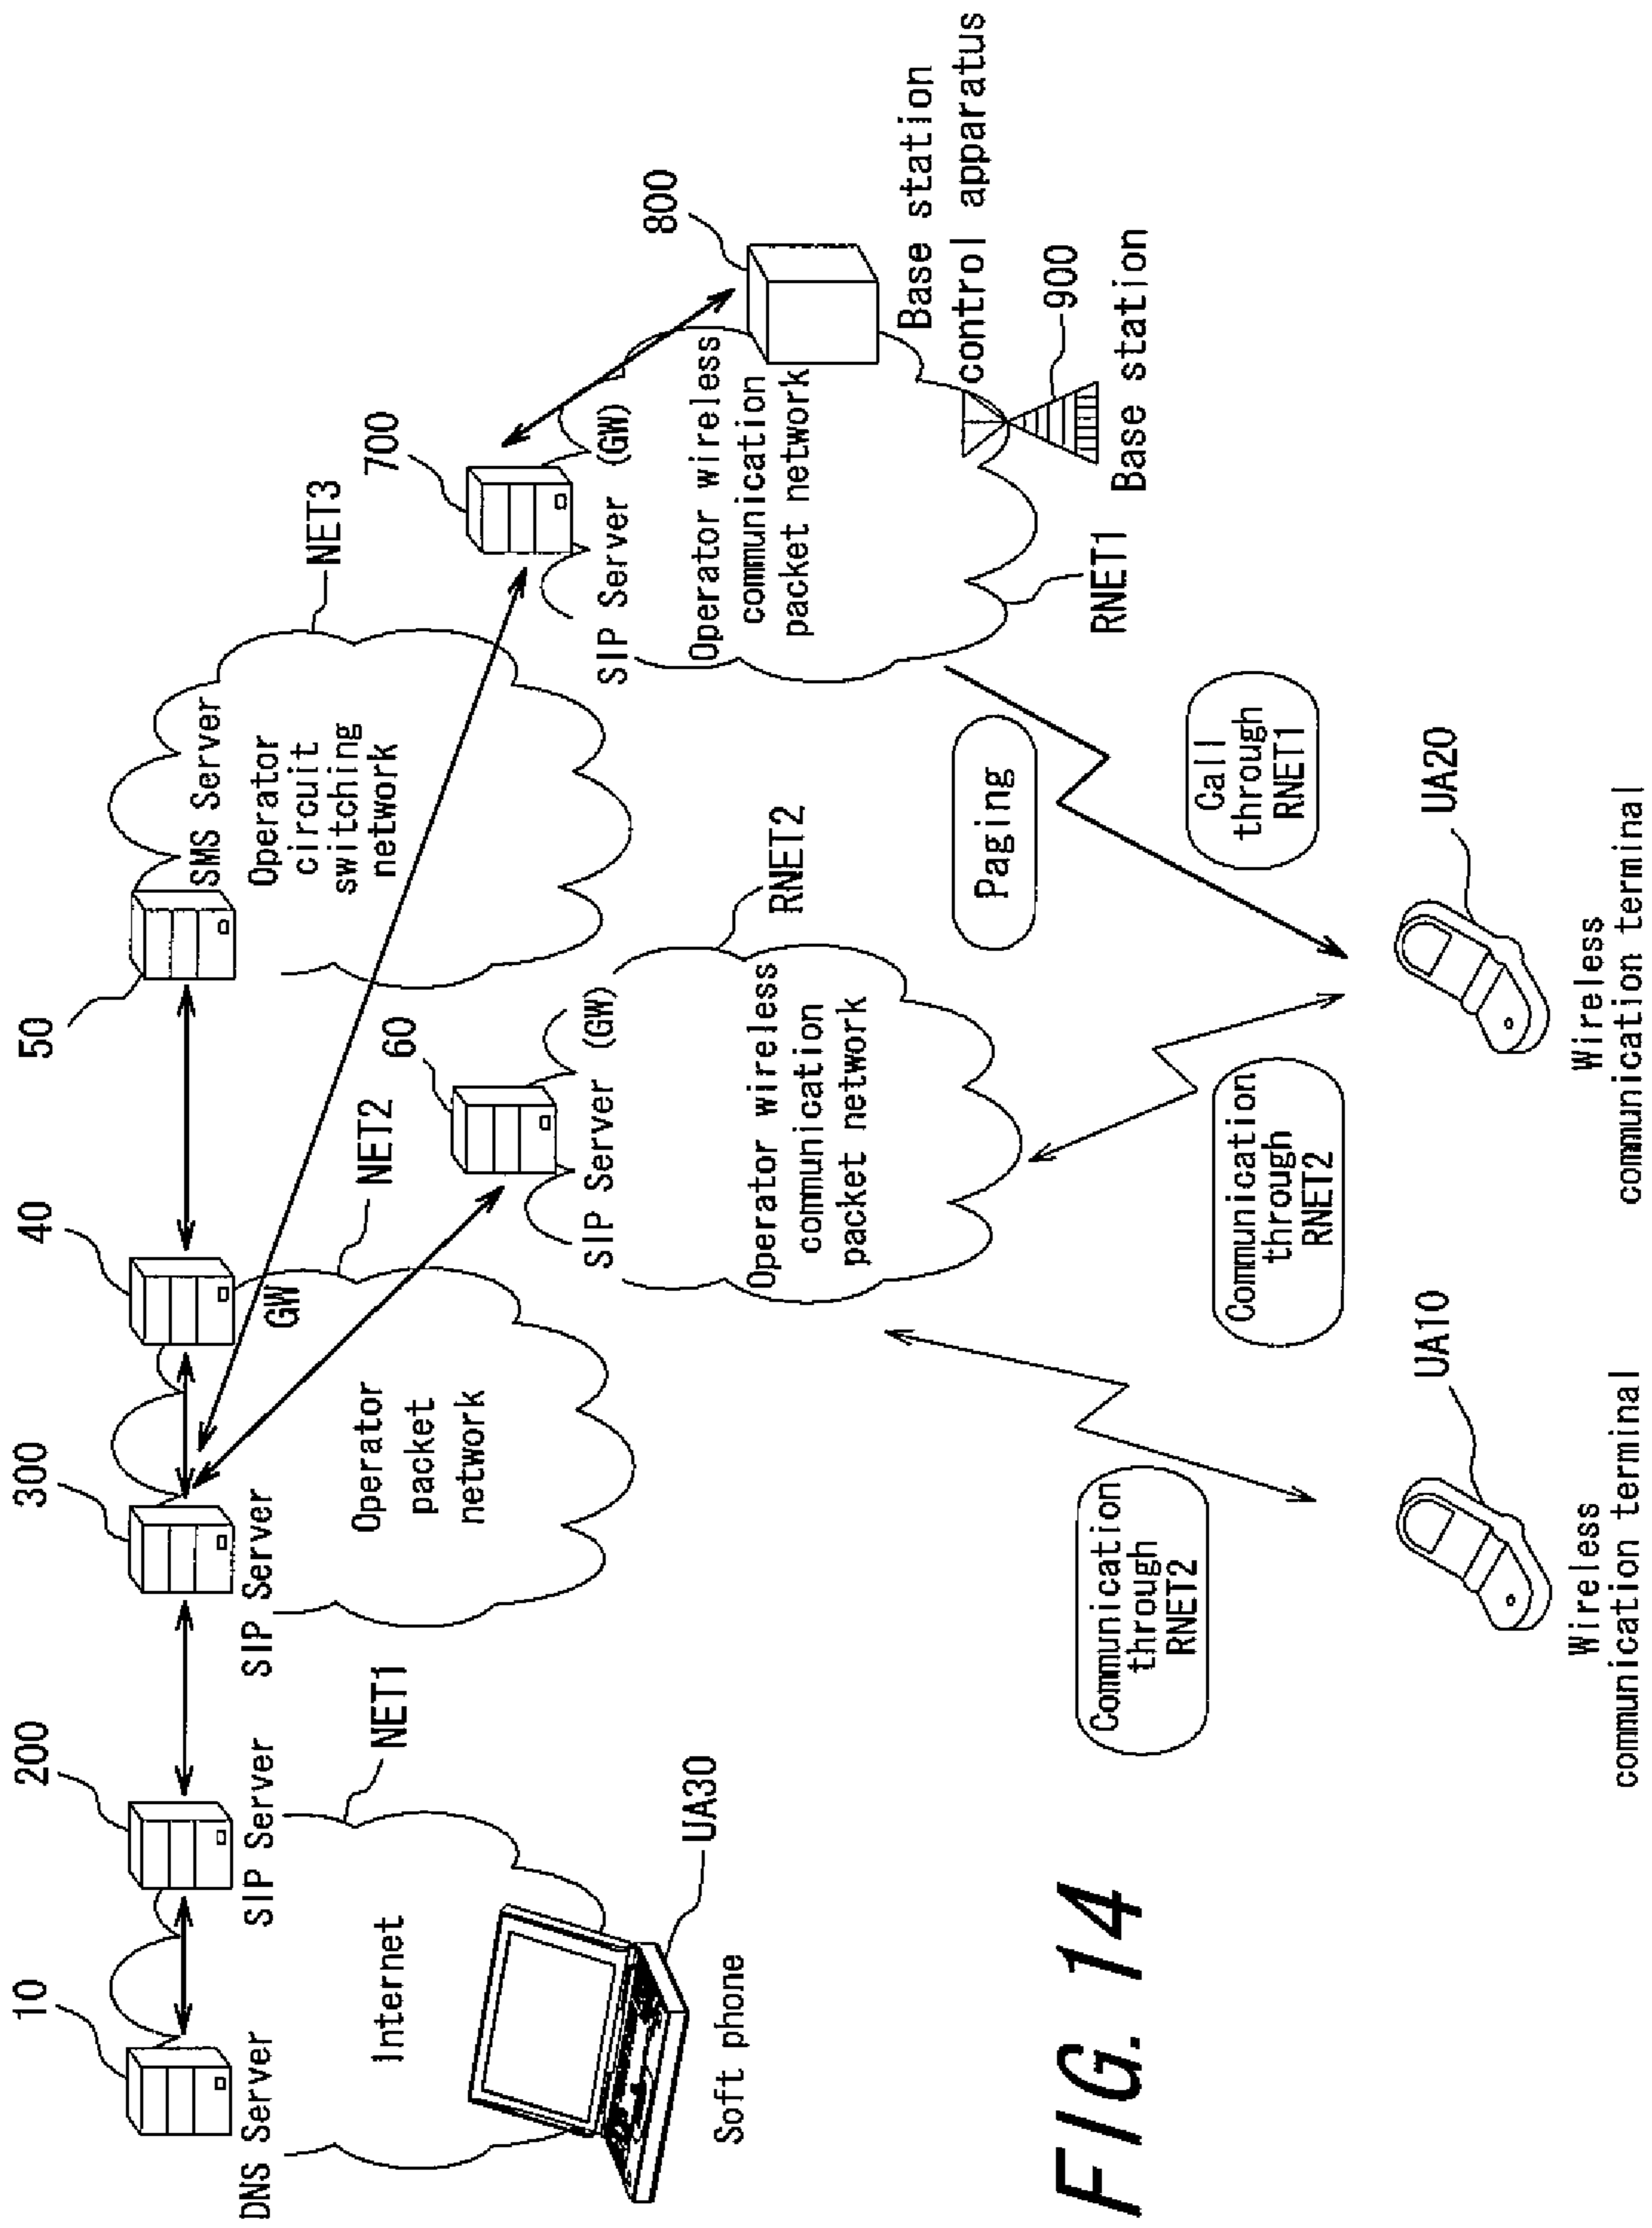 10
DNS Server
200
SIP Server
300
SIP Server
40
GW
50
SMS Server
NET1
Internet
NET2
Operator
packet
network
NET3
Operator
circuit
switching
network
UA30
Soft phone
60
SIP Server (GW)
RNET2
Operator wireless
communication
packet network
700
SIP Server (GW)
Operator wireless
communication
packet network
RNET1
800
Base station
control apparatus
900
Base station
Paging
Call
through
RNET1
Communication
through
RNET2
Communication
through
RNET2
UA10
Wireless
communication terminal
UA20
Wireless
communication terminal
FIG. 14